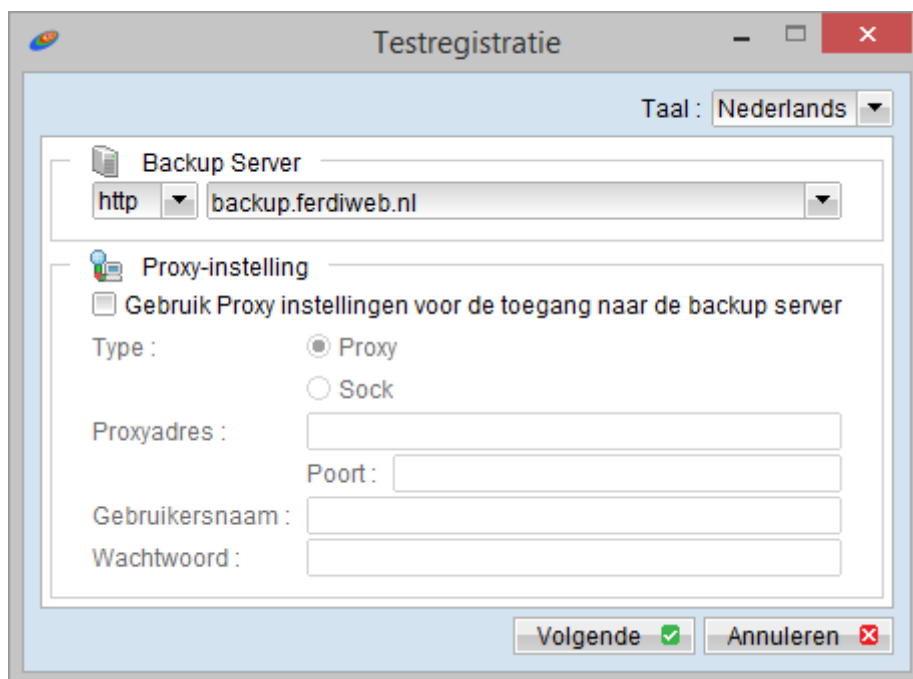 Testregistratie
Taal : Nederlands
Backup Server
http backup.ferdiweb.nl
Proxy-instelling
Gebruik Proxy instellingen voor de toegang naar de backup server
Type : Proxy
Sock
Proxyadres :
Poort :
Gebruikersnaam :
Wachtwoord :
Volgende Annuleren